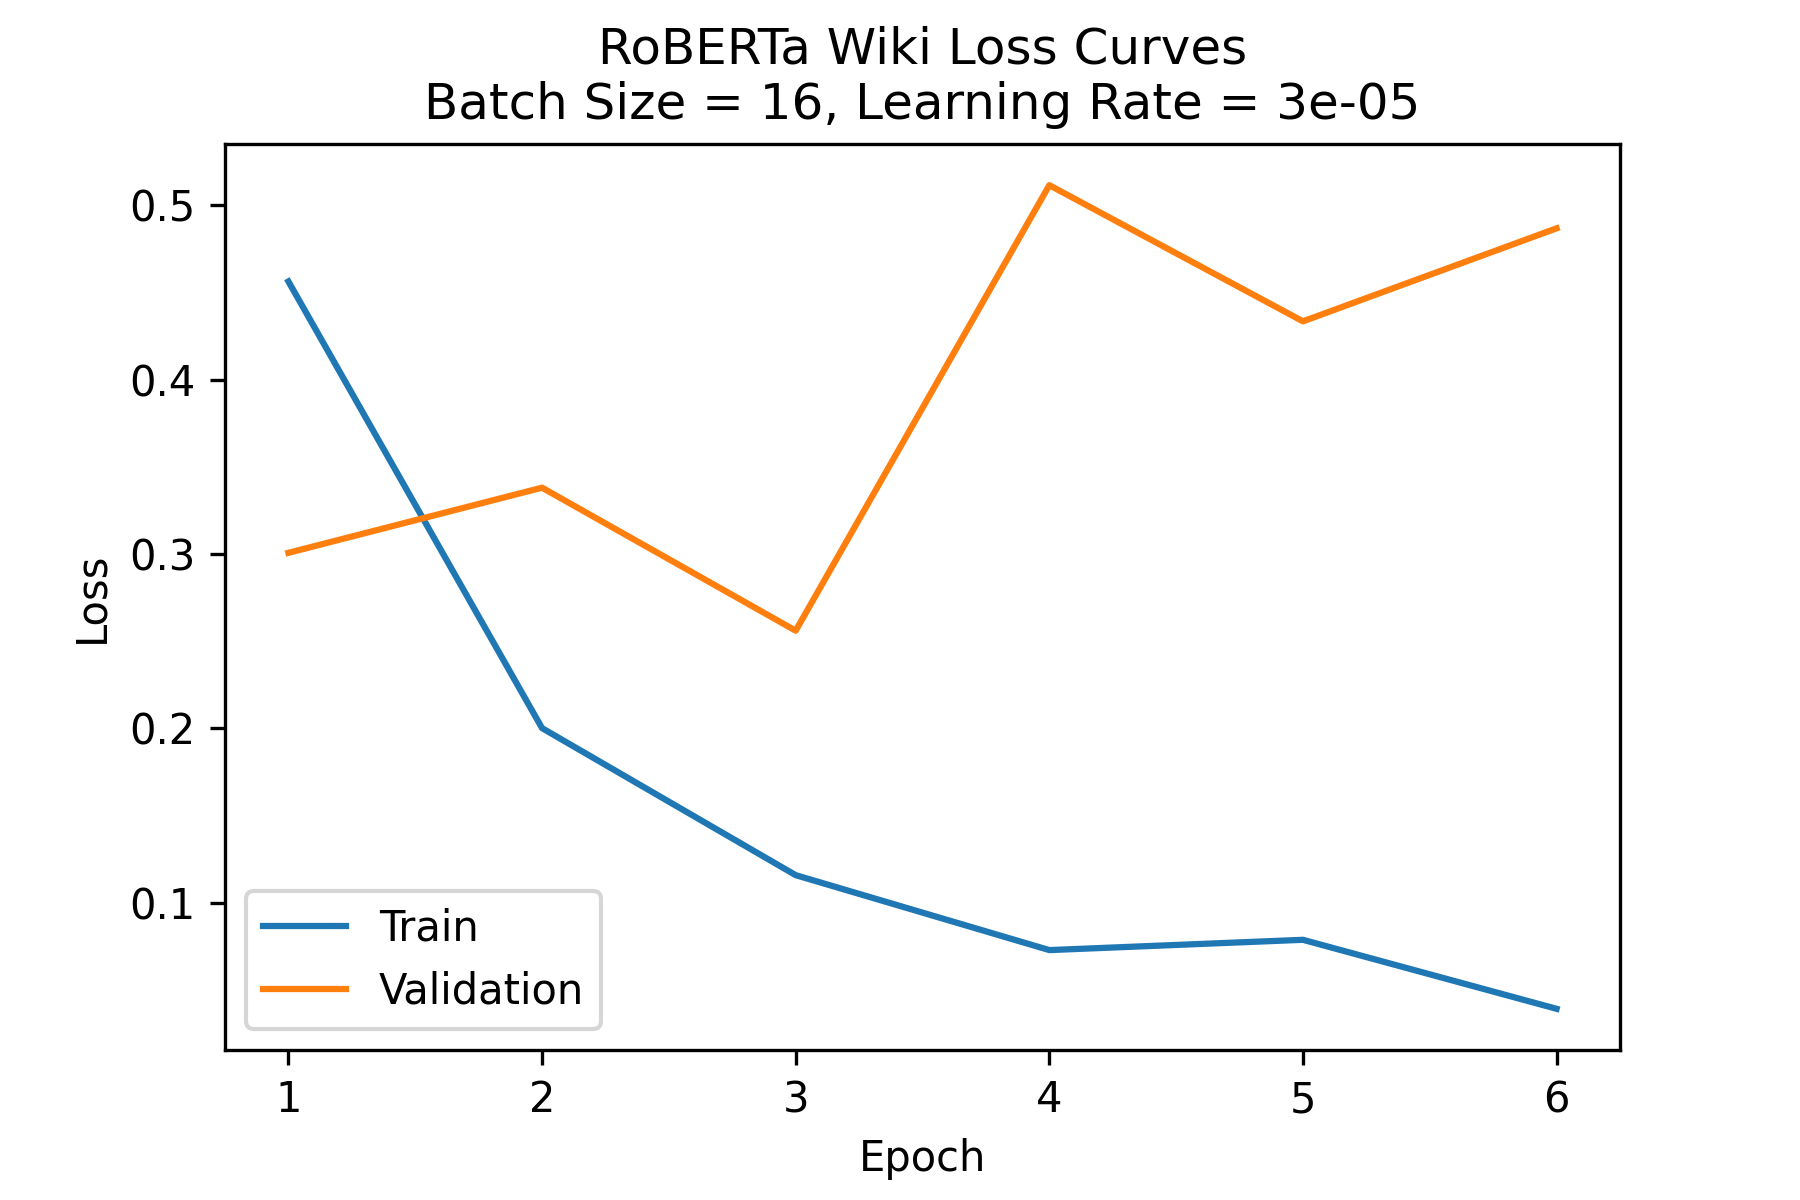 RoBERTa Wiki Loss Curves
Batch Size = 16, Learning Rate = 3e-05
0.5
0.4
0.3
0.2
0.1
Loss
Train
Validation
1 2 3 4 5 6
Epoch